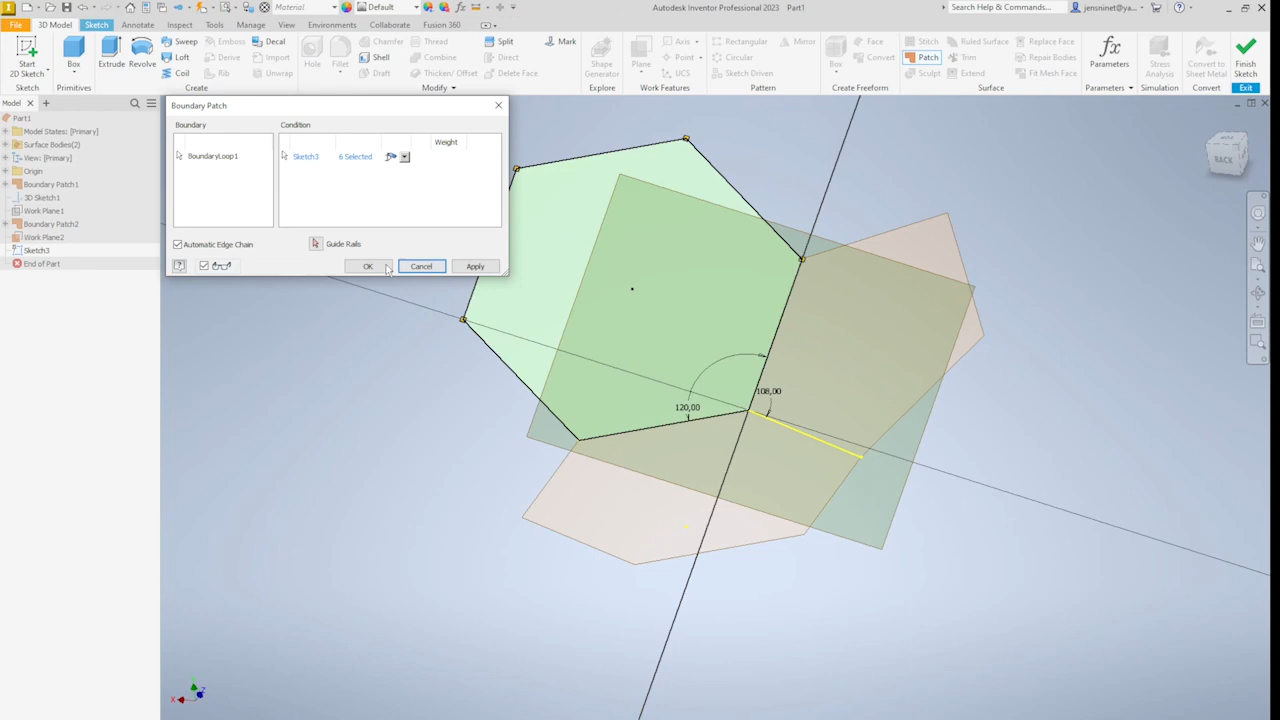 Material
Default
Autodesk Inventor Professional 2023 Part1
Search Help & Commands...
jensninet@ya...
File 3D Model Sketch Annotate Inspect Tools Manage View Environments Collaborate Fusion 360
Start
2D Sketch
Box
Primitives
Extrude Revolve
Sweep Emboss Decal
Loft Derive Import
Coil Rib Unwrap
Create
Hole Fillet
Chamfer Thread Split Mark
Shell Combine Direct
Draft Thicken/ Offset Delete Face
Modify
Shape
Generator
Explore
Plane
Axis
Point
UCS
Work Features
Rectangular Mirror
Circular
Sketch Driven
Pattern
Box
Face
Convert
Create Freeform
Stitch Ruled Surface Replace Face
Patch Trim Repair Bodies
Sculpt Extend Fit Mesh Face
Surface
fx
Parameters
Parameters
Stress
Analysis
Simulation
Convert to
Sheet Metal
Convert
Finish
Sketch
Exit
Model
Part1
Model States: [Primary]
Surface Bodies(2)
View: [Primary]
Origin
Boundary Patch1
3D Sketch1
Work Plane1
Boundary Patch2
Work Plane2
Sketch3
End of Part
Boundary Patch
Boundary Condition
Weight
BoundaryLoop1 Sketch3 6 Selected
Automatic Edge Chain Guide Rails
OK Cancel Apply
108,00
120,00
BACK
X
Y
Z